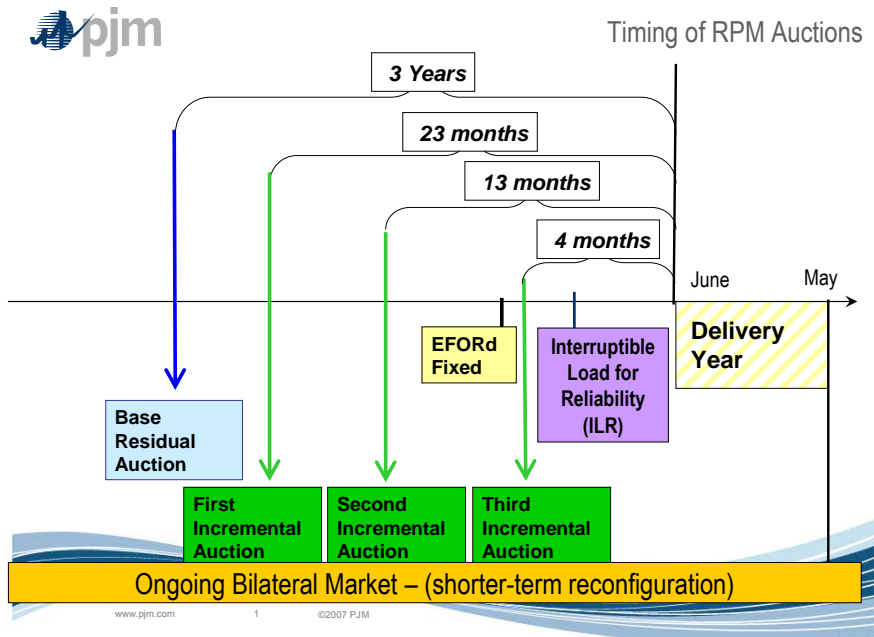 pjm
Timing of RPM Auctions
3 Years
23 months
13 months
4 months
June
May
EFORd
Fixed
Interruptible
Load for
Reliability
(ILR)
Delivery
Year
Base
Residual
Auction
First
Incremental
Auction
Second
Incremental
Auction
Third
Incremental
Auction
Ongoing Bilateral Market – (shorter-term reconfiguration)
www.pjm.com
1
©2007 PJM